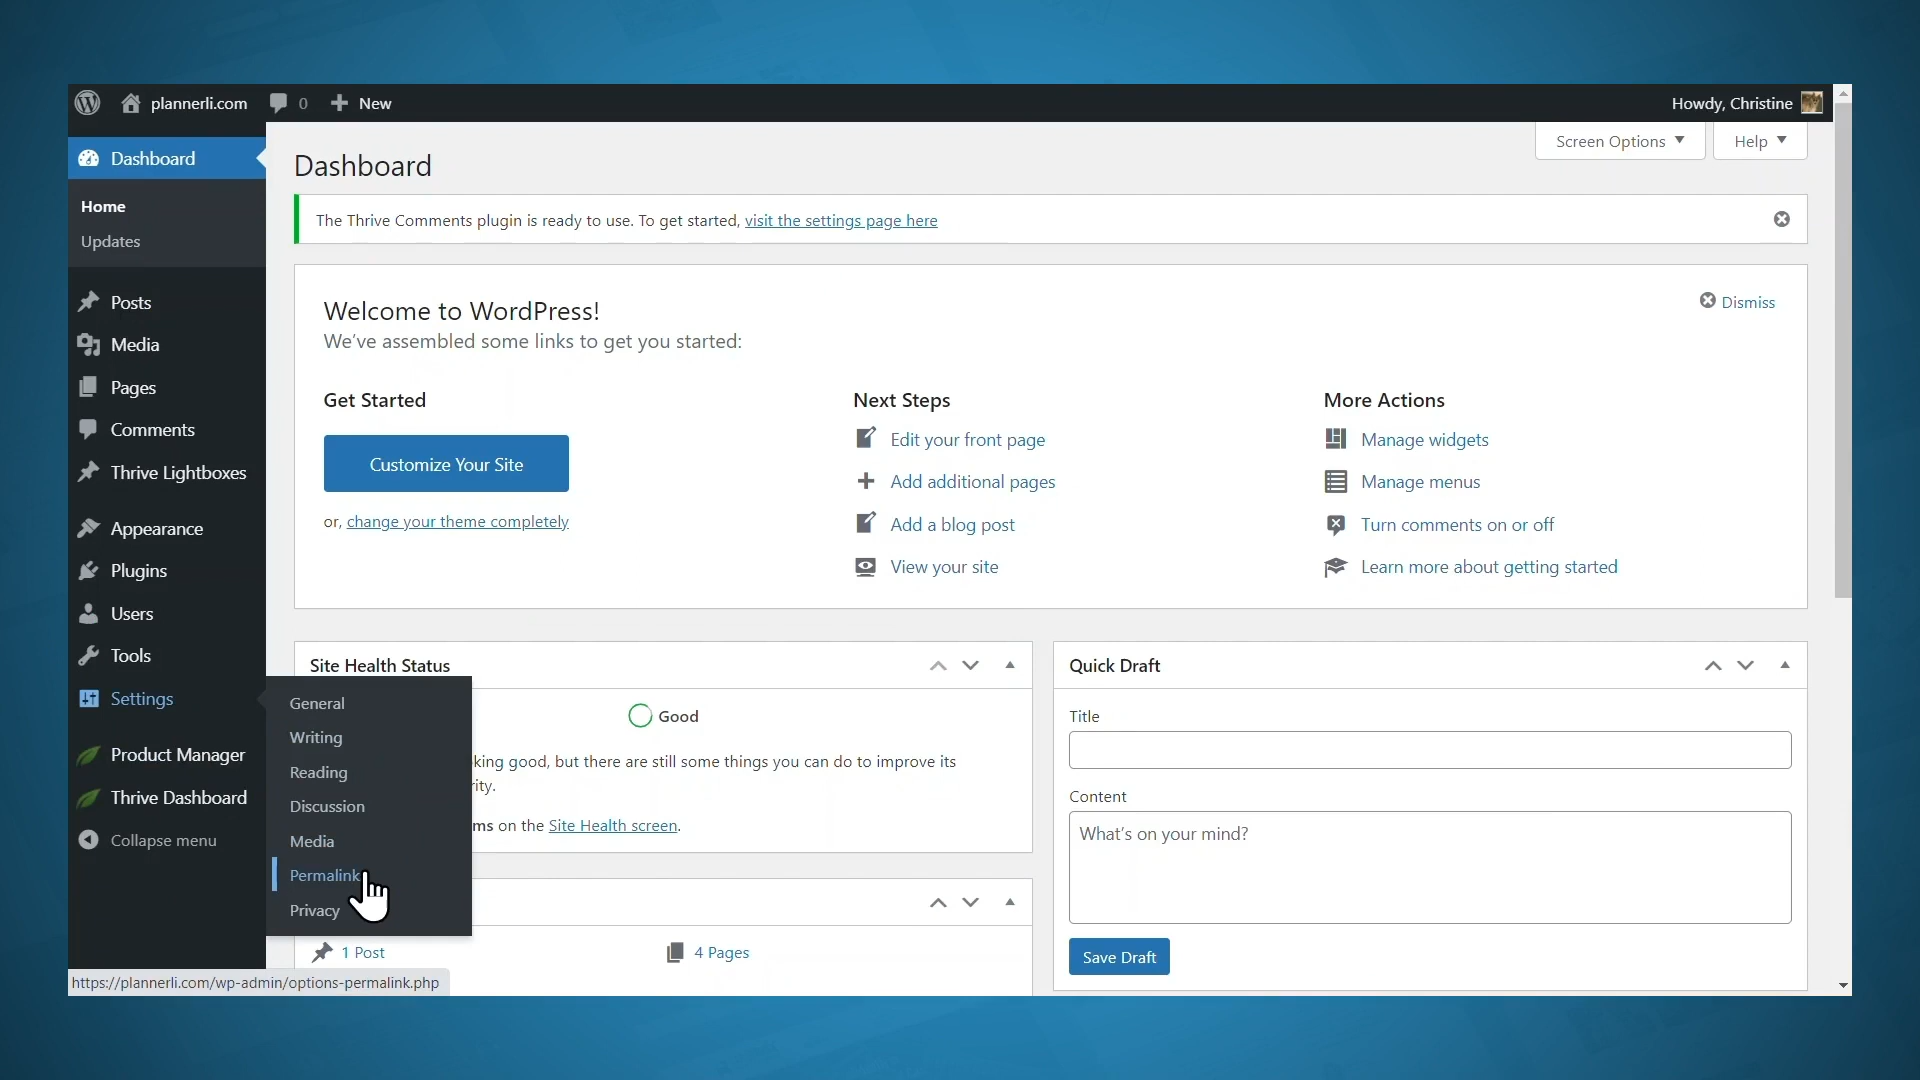 plannerli.com
0
New
Howdy, Christine
Dashboard
Home
Updates
Posts
Media
Pages
Comments
Thrive Lightboxes
Appearance
Plugins
Users
Tools
Settings
Product Manager
Thrive Dashboard
Collapse menu
General
Writing
Reading
Discussion
Media
Permalink
Privacy
Screen Options
Help
Dashboard
The Thrive Comments plugin is ready to use. To get started, visit the settings page here
Welcome to WordPress!
Dismiss
We've assembled some links to get you started:
Get Started
Customize Your Site
or, change your theme completely
Next Steps
Edit your front page
Add additional pages
Add a blog post
View your site
More Actions
Manage widgets
Manage menus
Turn comments on or off
Learn more about getting started
Site Health Status
Good
king good, but there are still some things you can do to improve its
ity.
ms on the Site Health screen.
1 Post
4 Pages
Quick Draft
Title
Content
What's on your mind?
Save Draft
https://plannerli.com/wp-admin/options-permalink.php